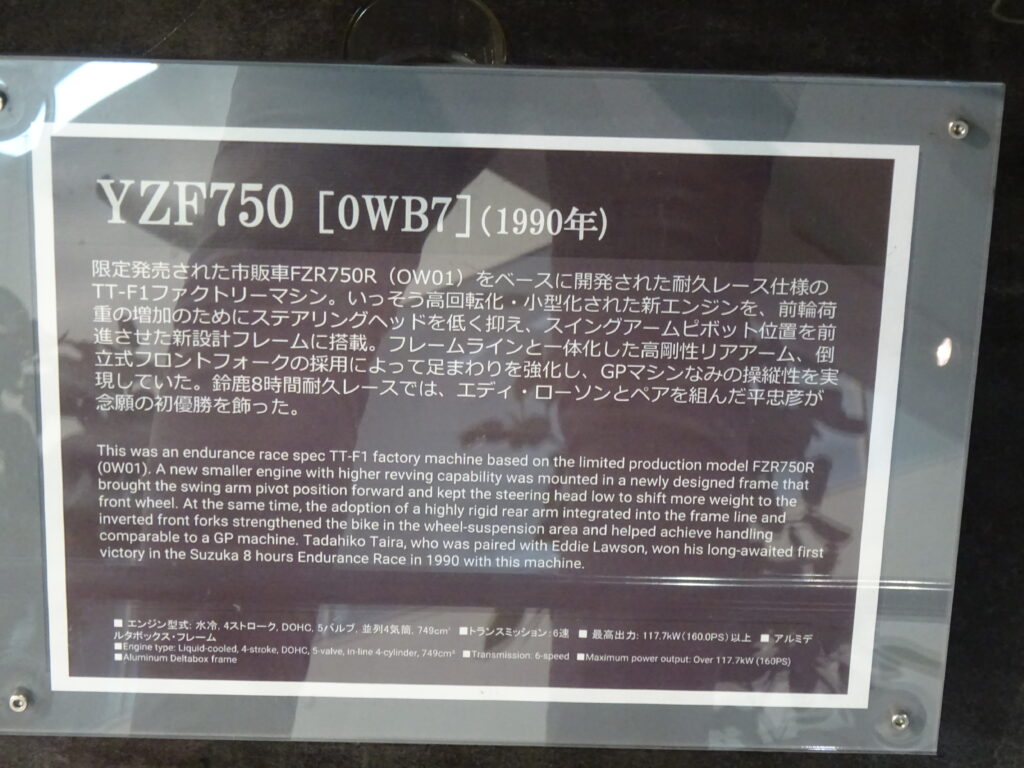 YZF750 [0WB7](1990年)
限定発売された市販車FZR750R（OW01）をベースに開発された耐久レース仕様の
TT-F1ファクトリーマシン。いっそう高回転化・小型化された新エンジンを、前輪荷
重の増加のためにステアリングヘッドを低く抑え、スイングアームピボット位置を前
進させた新設計フレームに搭載。フレームラインと一体化した高剛性リアアーム、倒
立式フロントフォークの採用によって足まわりを強化し、GPマシンなみの操縦性を実
現していた。鈴鹿8時間耐久レースでは、エディ・ローソンとペアを組んだ平忠彦が
念願の初優勝を飾った。
This was an endurance race spec TT-F1 factory machine based on the limited production model FZR750R
(0W01). A new smaller engine with higher revving capability was mounted in a newly designed frame that
brought the swing arm pivot position forward and kept the steering head low to shift more weight to the
front wheel. At the same time, the adoption of a highly rigid rear arm integrated into the frame line and
inverted front forks strengthened the bike in the wheel-suspension area and helped achieve handling
comparable to a GP machine. Tadahiko Taira, who was paired with Eddie Lawson, won his long-awaited first
victory in the Suzuka 8 hours Endurance Race in 1990 with this machine.
■ エンジン型式: 水冷, 4ストローク, DOHC, 5バルブ, 並列4気筒, 749cm³ ■トランスミッション: 6速 ■ 最高出力: 117.7kW(160.0PS)以上 ■ アルミデ
ルタボックス・フレーム
■Engine type: Liquid-cooled, 4-stroke, DOHC, 5-valve, in-line 4-cylinder, 749cm³ ■Transmission: 6-speed ■Maximum power output: Over 117.7kW (160PS)
■Aluminum Deltabox frame